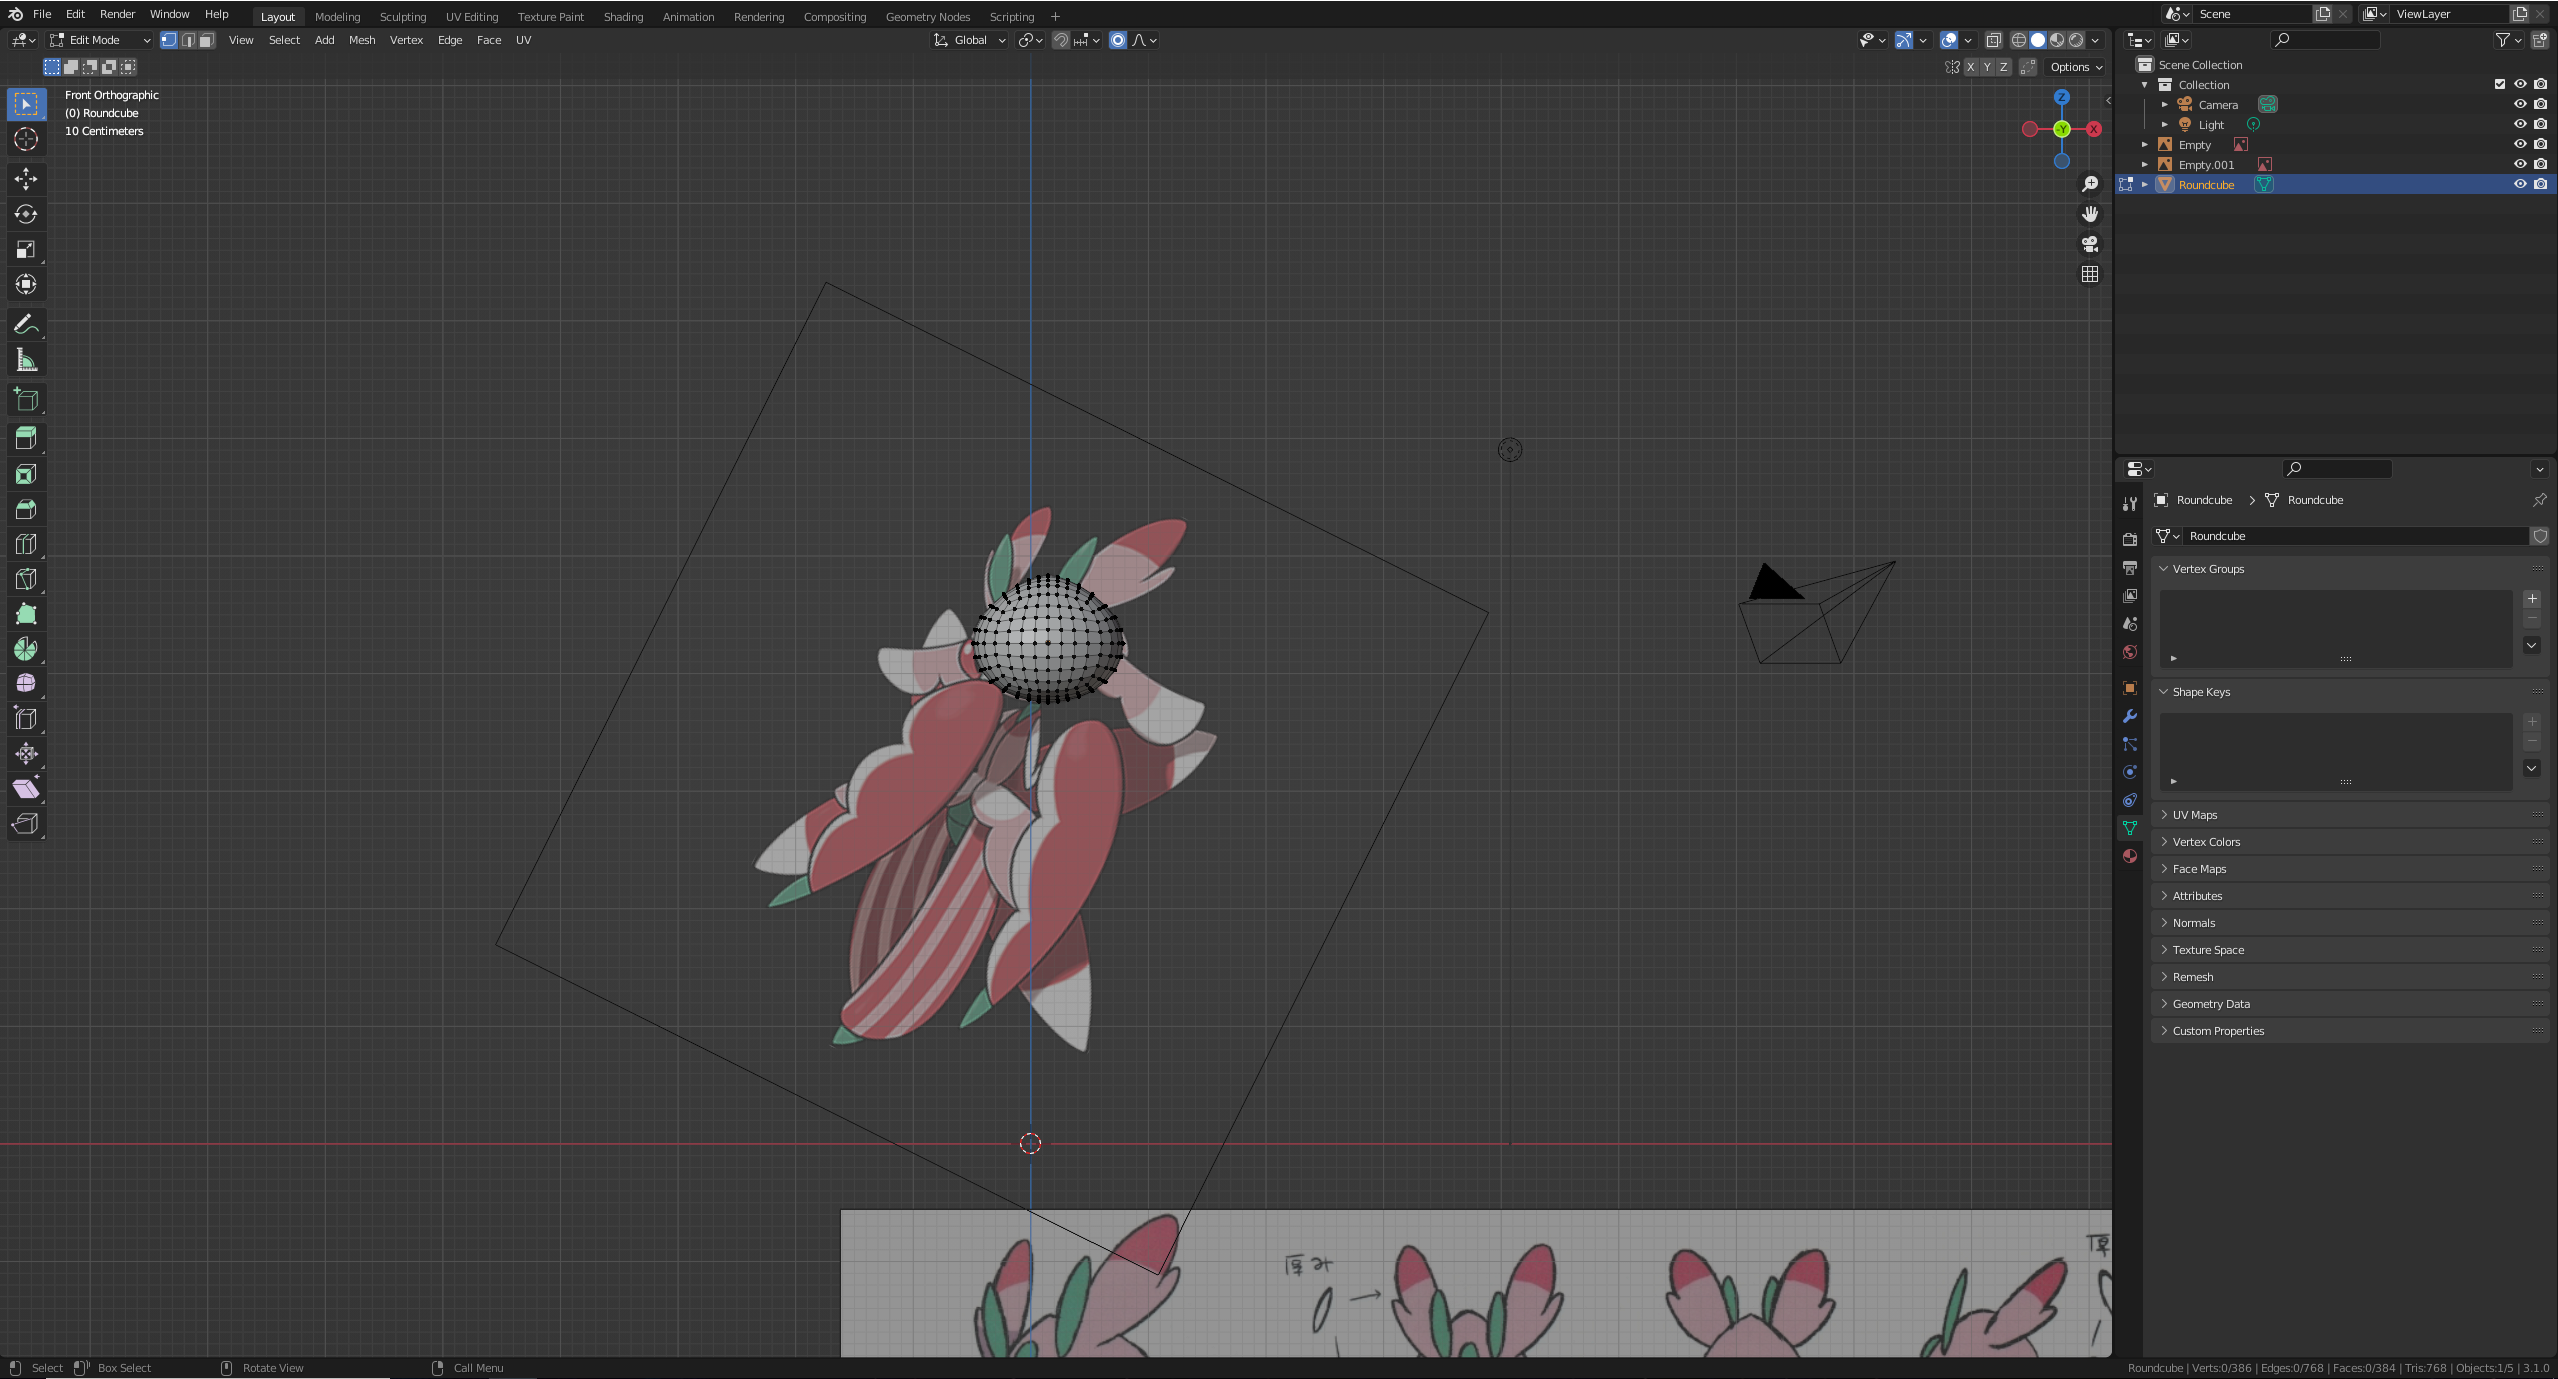 File Edit Render Window Help Layout Modeling Sculpting UV Editing Texture Paint Shading Animation Rendering Compositing Geometry Nodes Scripting + Scene ViewLayer
Edit Mode View Select Add Mesh Vertex Edge Face UV Global
X Y Z Options
Front Orthographic
(0) Roundcube
10 Centimeters
Z
-Y
X
Scene Collection
Collection
Camera
Light
Empty
Empty.001
Roundcube
Roundcube > Roundcube
Roundcube
Vertex Groups
Shape Keys
UV Maps
Vertex Colors
Face Maps
Attributes
Normals
Texture Space
Remesh
Geometry Data
Custom Properties
Select Box Select Rotate View Call Menu
Roundcube | Verts:0/386 | Edges:0/768 | Faces:0/384 | Tris:768 | Objects:1/5 | 3.1.0